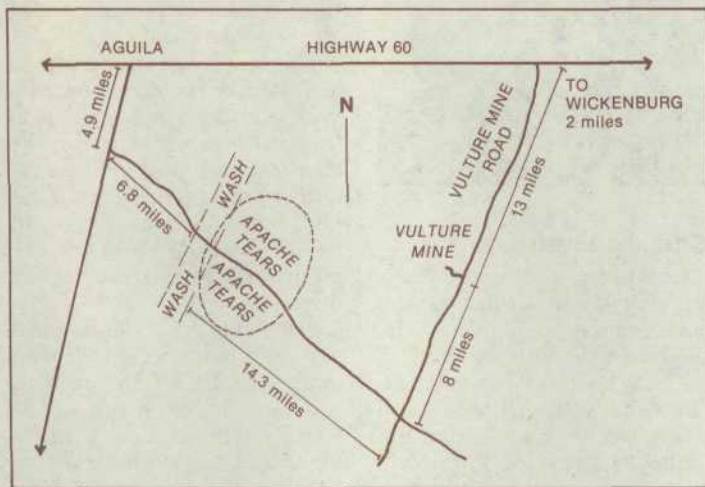 AGUILA
HIGHWAY 60
TO
WICKENBURG
2 miles
4.9 miles
N
VULTURE MINE
ROAD
13 miles
WASH
6.8 miles
APACHE
TEARS
VULTURE
MINE
WASH
APACHE
TEARS
14.3 miles
8 miles